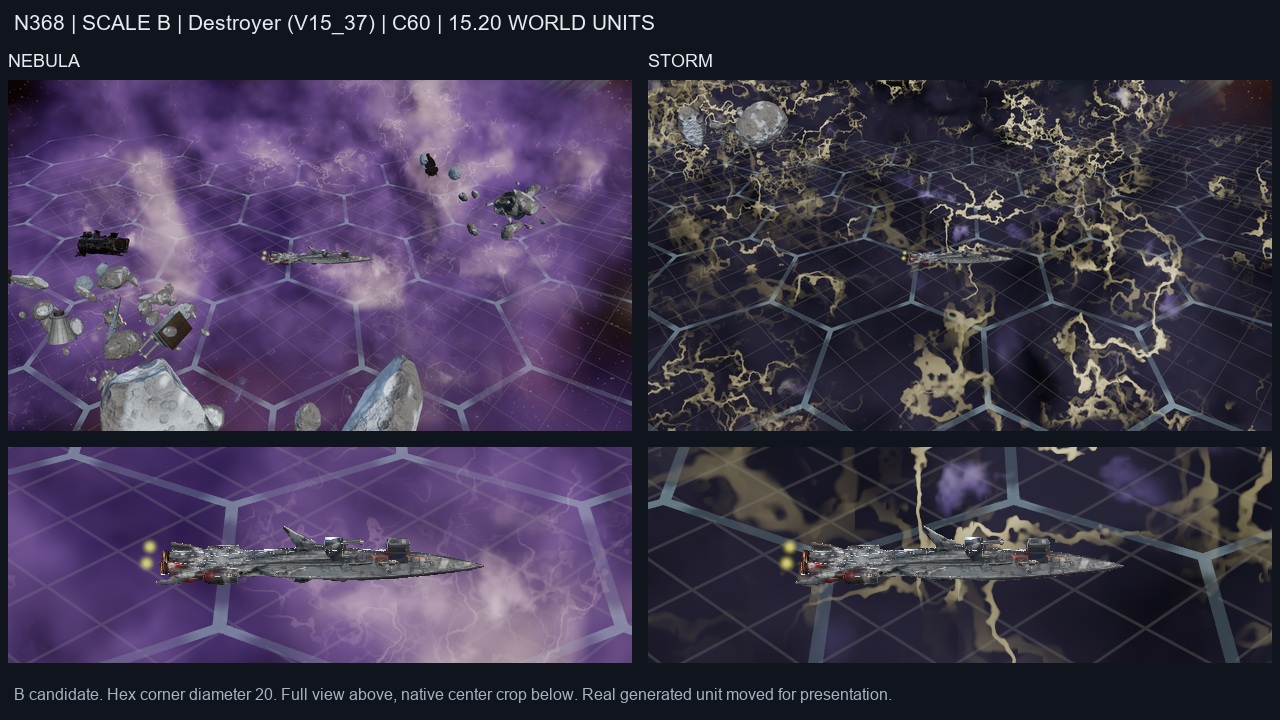 N368 | SCALE B | Destroyer (V15_37) | C60 | 15.20 WORLD UNITS
NEBULA
STORM
B candidate. Hex corner diameter 20. Full view above, native center crop below. Real generated unit moved for presentation.